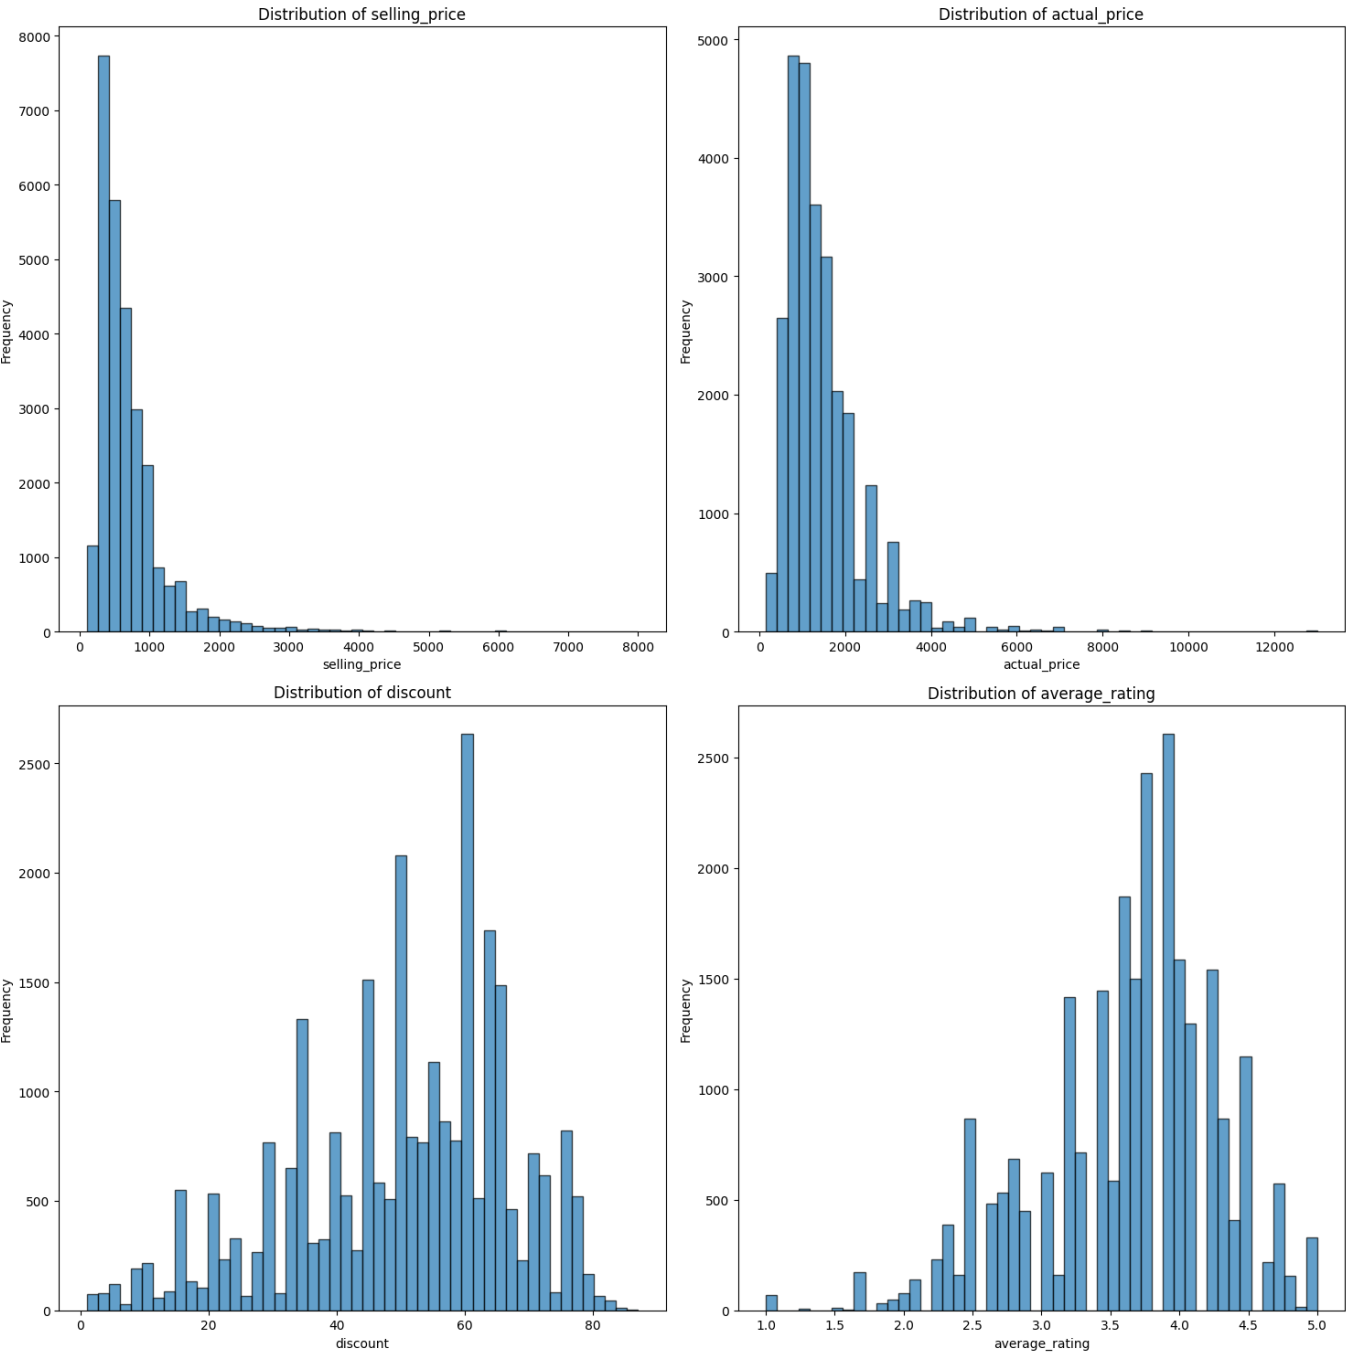 Distribution of selling_price
8000
7000
6000
5000
4000
3000
2000
1000
0
Frequency
0 1000 2000 3000 4000 5000 6000 7000 8000
selling_price
Distribution of actual_price
5000
4000
3000
2000
1000
0
Frequency
0 2000 4000 6000 8000 10000 12000
actual_price
Distribution of discount
2500
2000
1500
1000
500
0
Frequency
0 20 40 60 80
discount
Distribution of average_rating
2500
2000
1500
1000
500
0
Frequency
1.0 1.5 2.0 2.5 3.0 3.5 4.0 4.5 5.0
average_rating